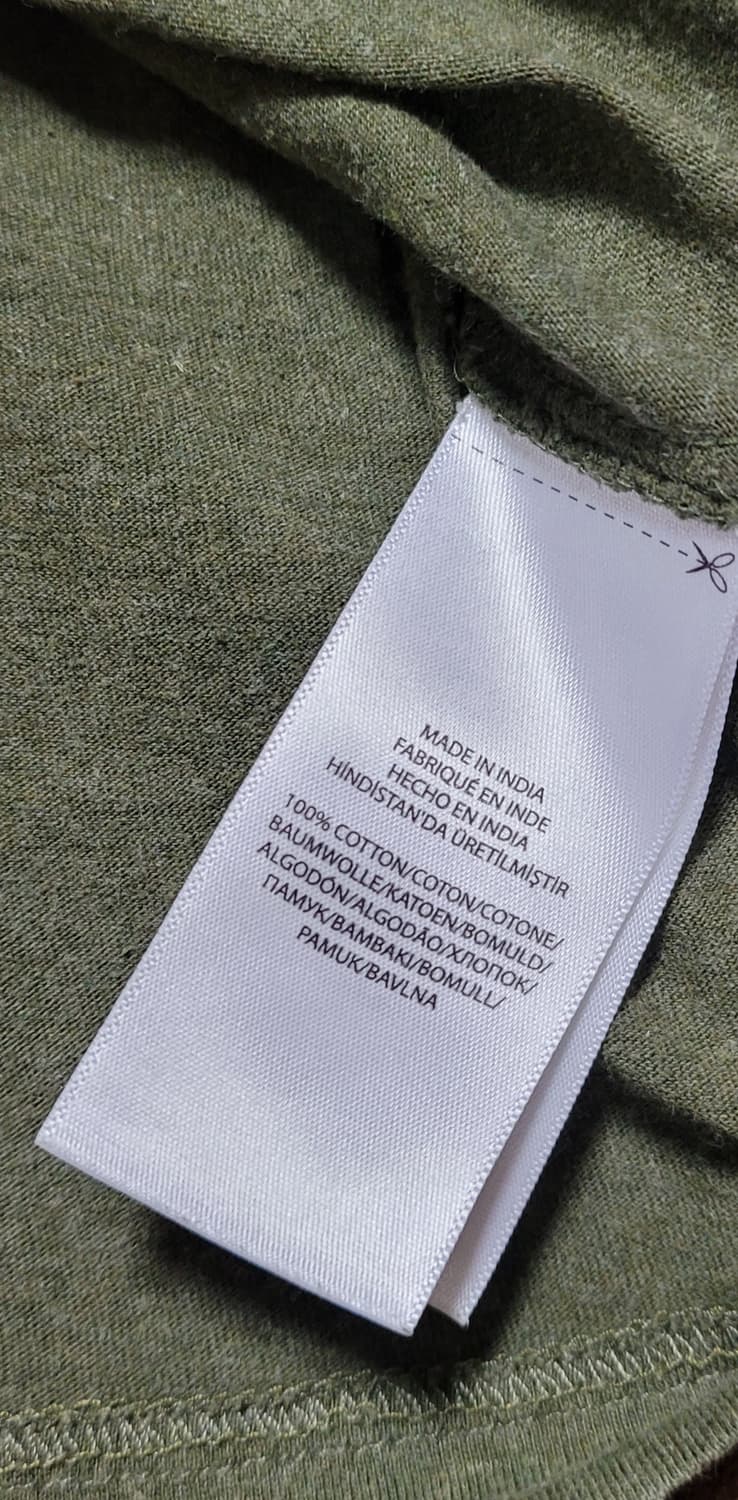 MADE IN INDIA
FABRIQUÉ EN INDE
HECHO EN INDIA
HİNDİSTAN'DA ÜRETİLMİŞTİR
100% COTTON/COTON/COTONE/
BAUMWOLLE/KATOEN/BOMULD/
ALGODÓN/ALGODÃO/ХЛОПОК/
ПАМУК/ΒΑΜΒΑΚΙ/BOMULL/
PAMUK/BAVLNA